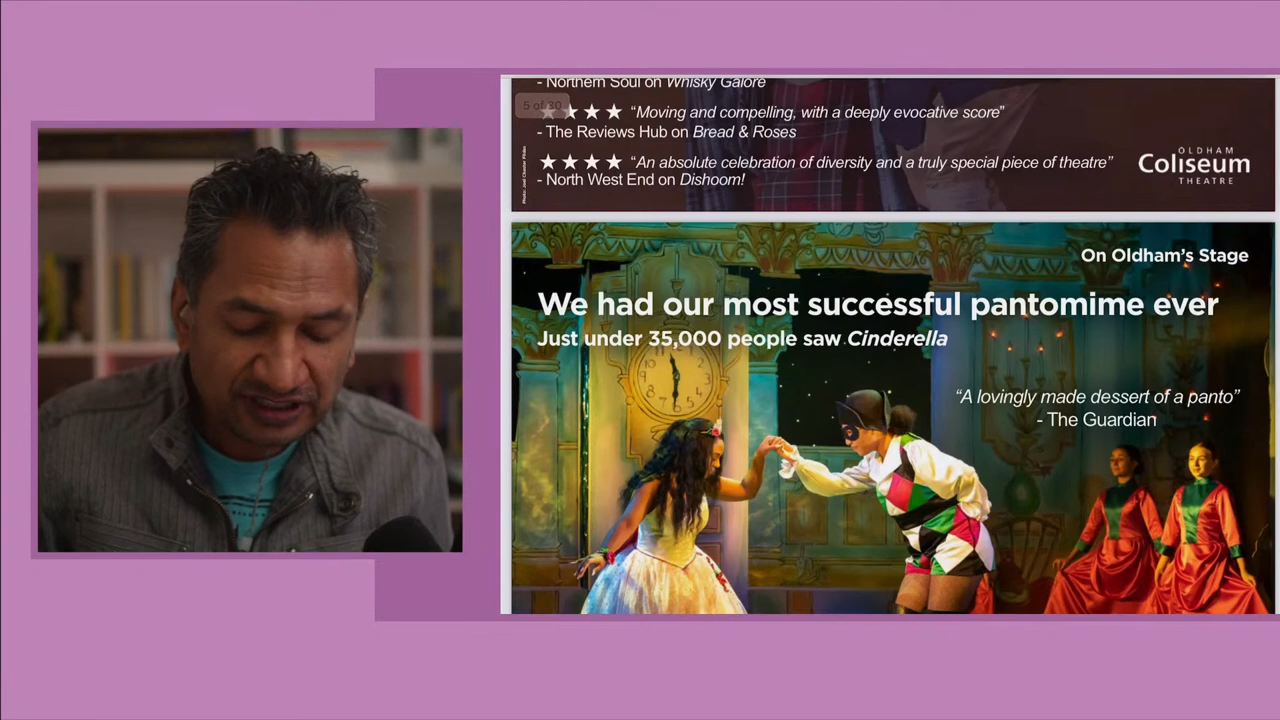 - Northern Soul on Whisky Galore
5 of 30
★★★★ “Moving and compelling, with a deeply evocative score”
- The Reviews Hub on Bread & Roses
★★★★ “An absolute celebration of diversity and a truly special piece of theatre”
- North West End on Dishoom!
OLDHAM
Coliseum
THEATRE
On Oldham’s Stage
We had our most successful pantomime ever
Just under 35,000 people saw Cinderella
“A lovingly made dessert of a panto”
- The Guardian